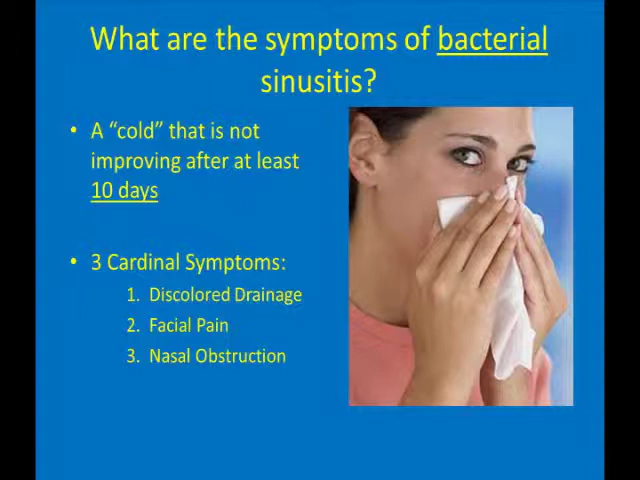 What are the symptoms of bacterial
sinusitis?
• A “cold” that is not
improving after at least
10 days
• 3 Cardinal Symptoms:
1. Discolored Drainage
2. Facial Pain
3. Nasal Obstruction